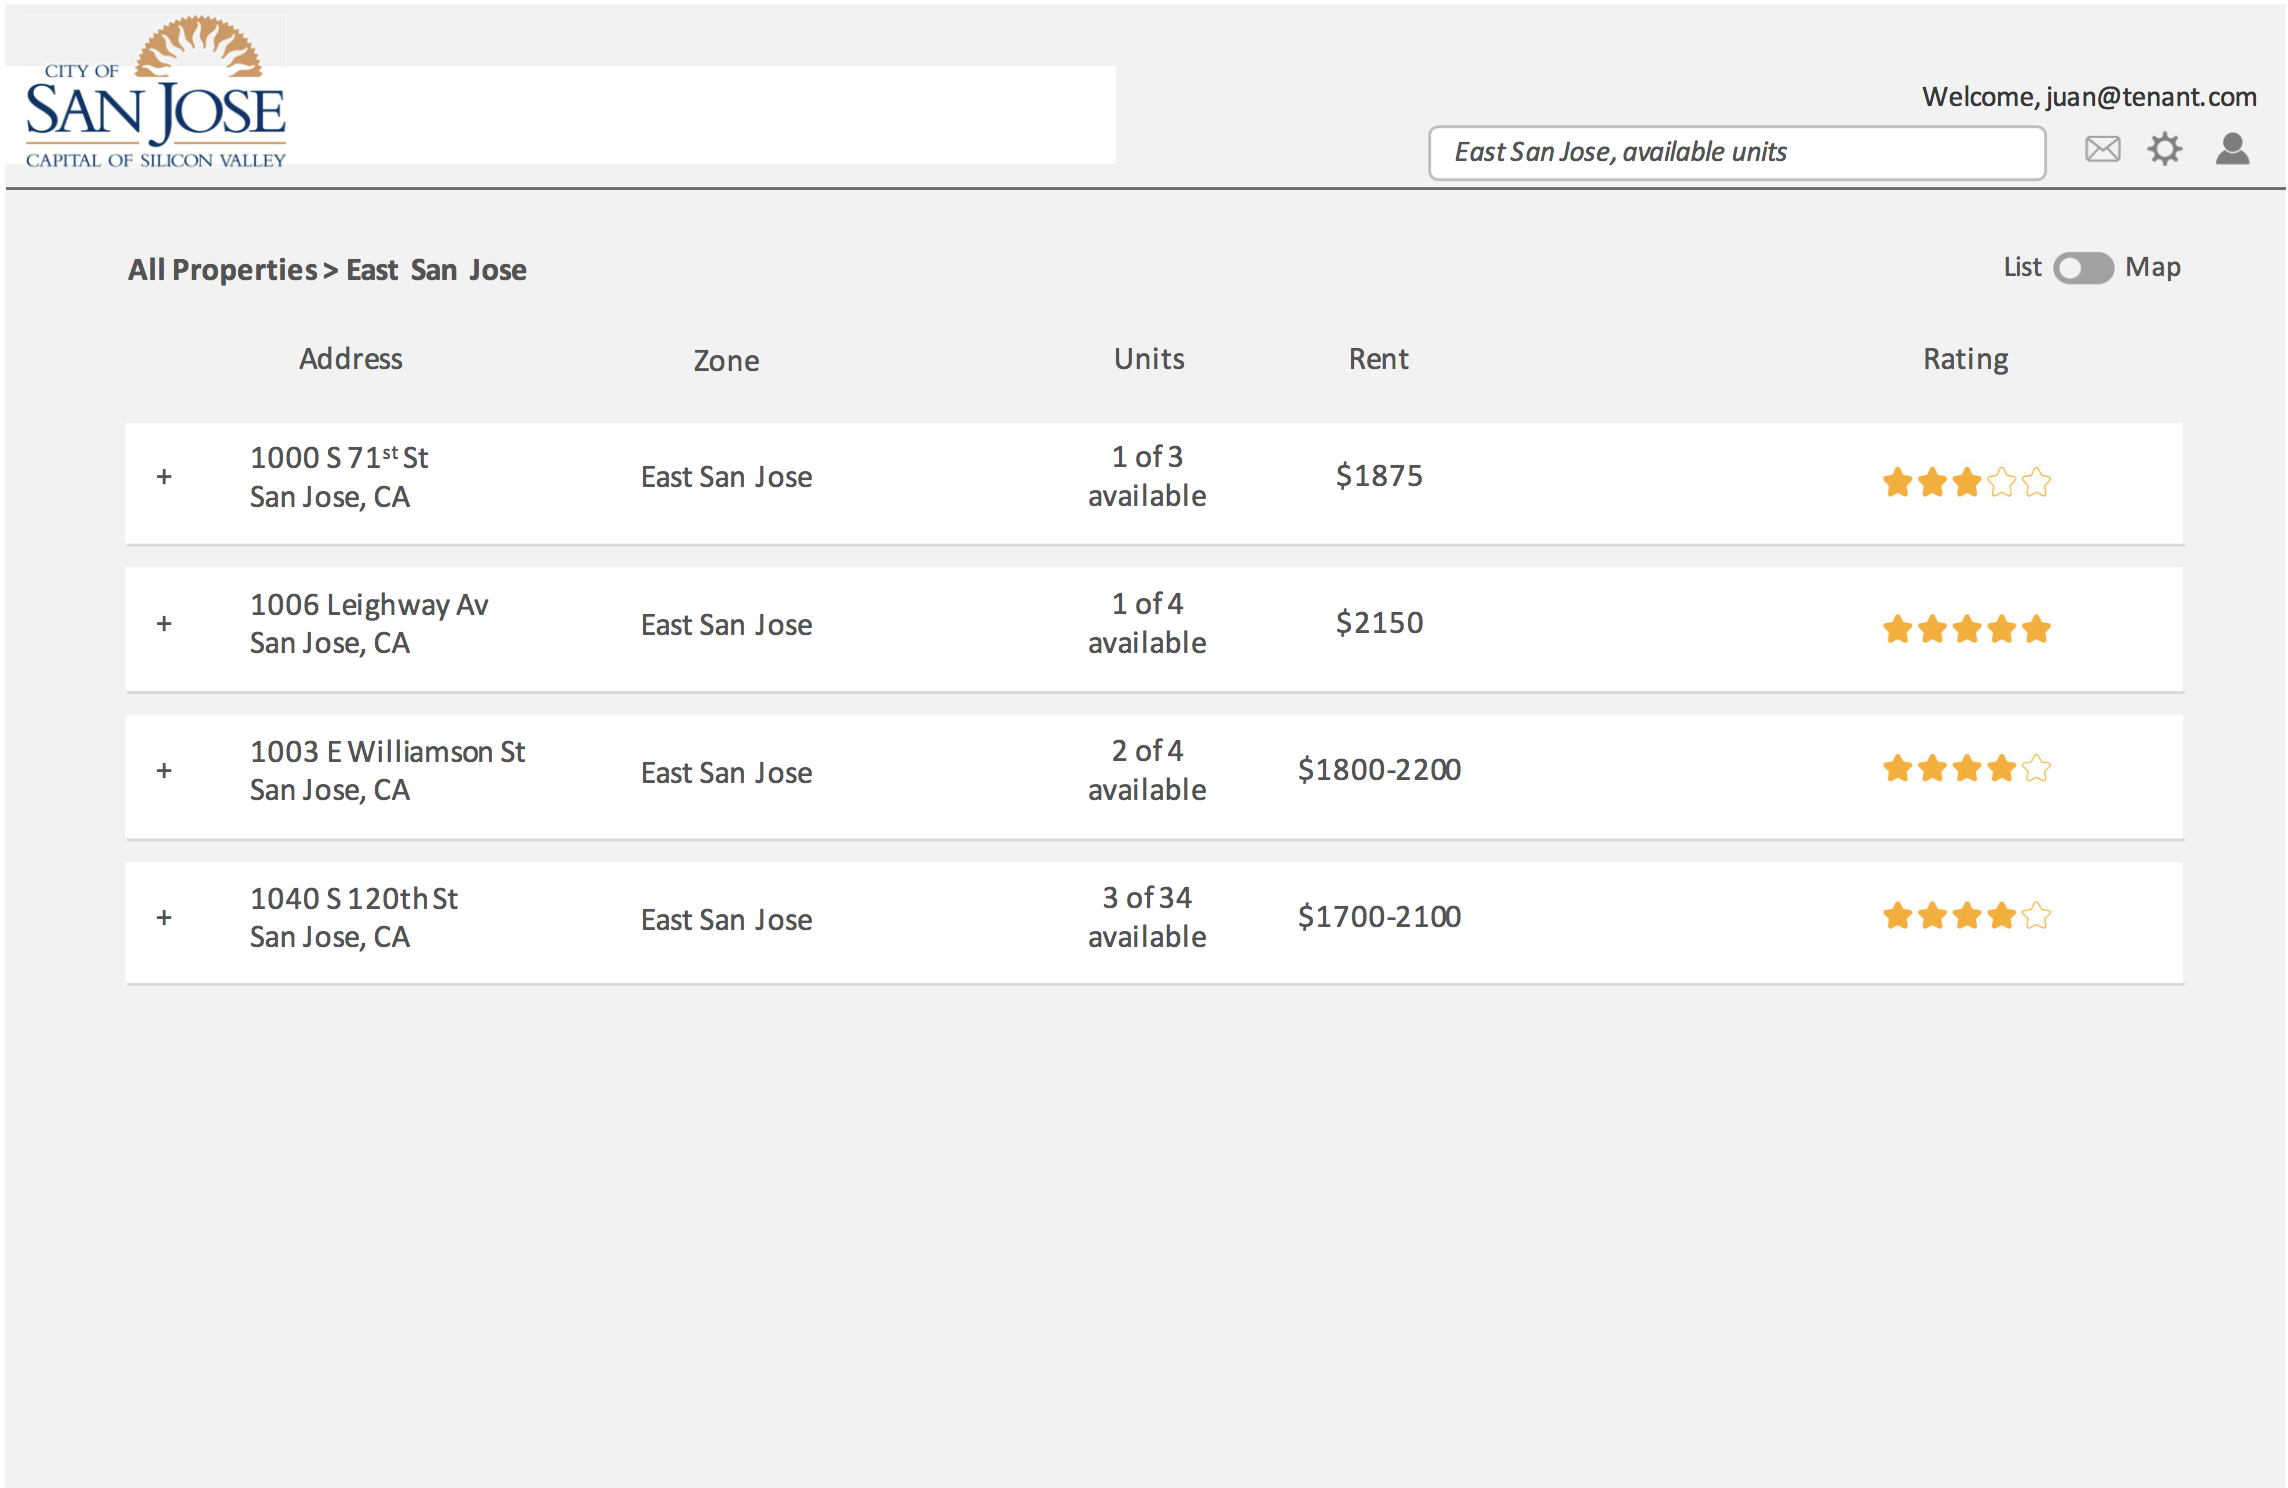 CITY OF
SAN JOSE
CAPITAL OF SILICON VALLEY
Welcome, juan@tenant.com
East San Jose, available units
All Properties > East San Jose
List Map
Address Zone Units Rent Rating
+ 1000 S 71st St
San Jose, CA
East San Jose
1 of 3
available
$1875
+ 1006 Leighway Av
San Jose, CA
East San Jose
1 of 4
available
$2150
+ 1003 E Williamson St
San Jose, CA
East San Jose
2 of 4
available
$1800-2200
+ 1040 S 120th St
San Jose, CA
East San Jose
3 of 34
available
$1700-2100